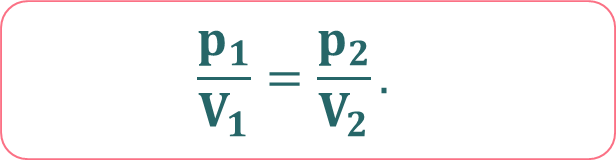 p₁/V₁ = p₂/V₂.